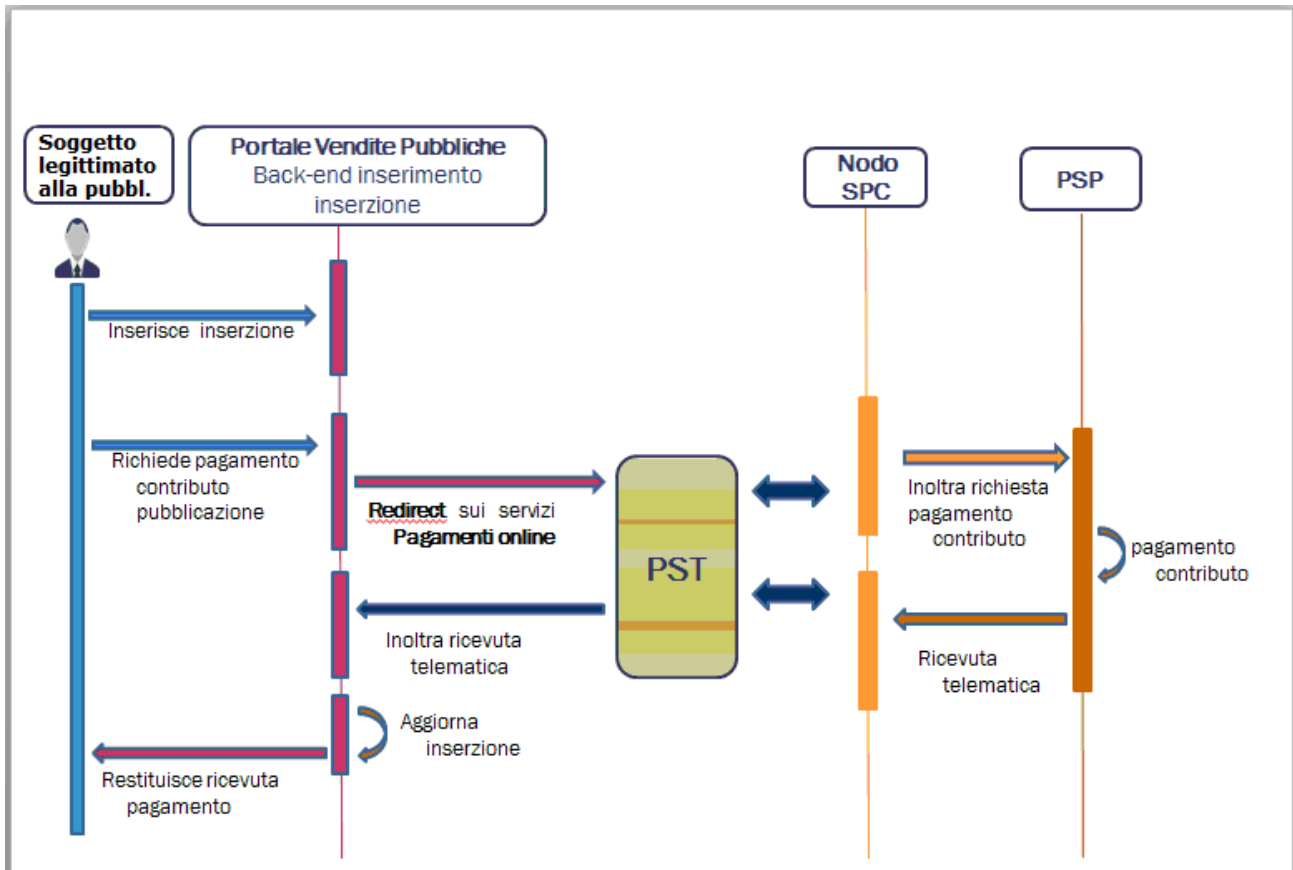 Soggetto
legittimato
alla pubbl.
Portale Vendite Pubbliche
Back-end inserimento
inserzione
Nodo
SPC
PSP
Inserisce inserzione
Richiede pagamento
contributo
pubblicazione
Redirect sui servizi
Pagamenti online
PST
Inoltra richiesta
pagamento
contributo
pagamento
contributo
Inoltra ricevuta
telematica
Ricevuta
telematica
Aggiorna
inserzione
Restituisce ricevuta
pagamento